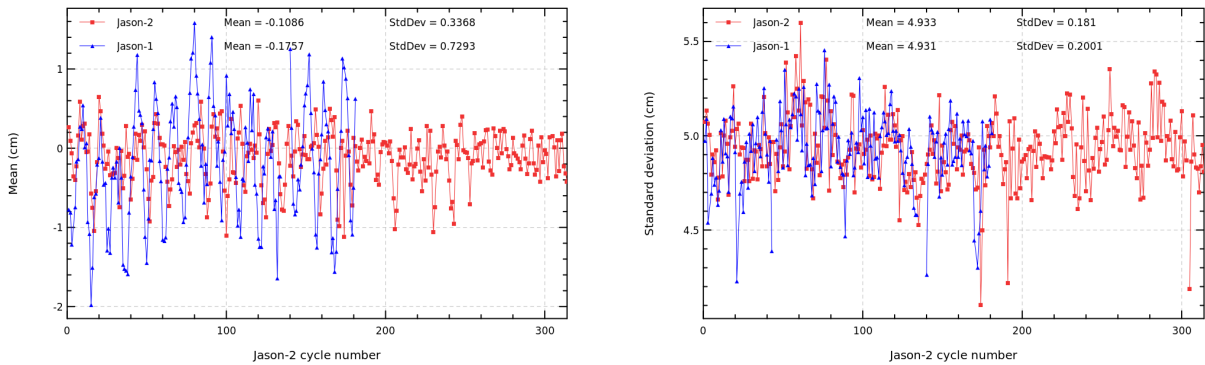 Jason-2 Mean = -0.1086 StdDev = 0.3368
Jason-1 Mean = -0.1757 StdDev = 0.7293
1
0
-1
-2
Mean (cm)
0 100 200 300
Jason-2 cycle number
Jason-2 Mean = 4.933 StdDev = 0.181
Jason-1 Mean = 4.931 StdDev = 0.2001
5.5
5.0
4.5
Standard deviation (cm)
0 100 200 300
Jason-2 cycle number